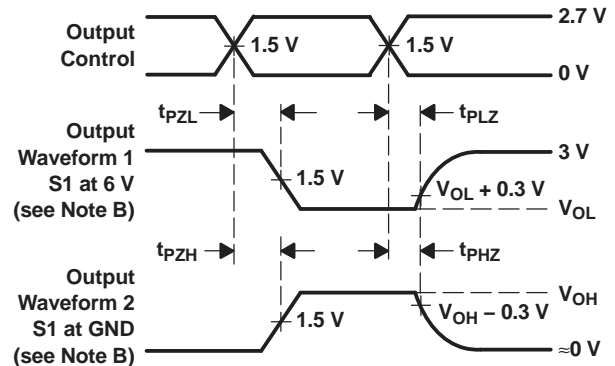 Output
Control
1.5 V
1.5 V
2.7 V
0 V
tPZL
tPLZ
Output
Waveform 1
S1 at 6 V
(see Note B)
1.5 V
3 V
VOL + 0.3 V
VOL
tPZH
tPHZ
Output
Waveform 2
S1 at GND
(see Note B)
1.5 V
VOH
VOH − 0.3 V
≈0 V